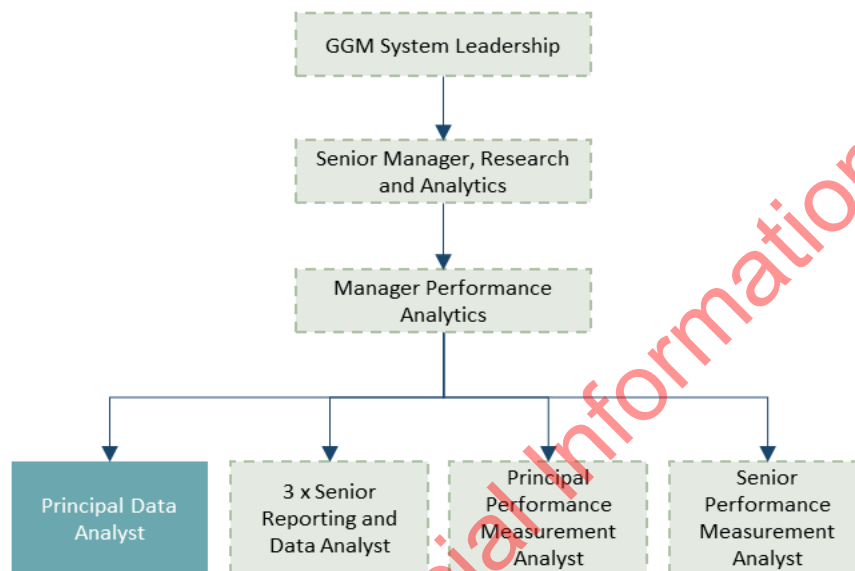 GGM System Leadership
Senior Manager, Research
and Analytics
Manager Performance
Analytics
Principal Data
Analyst
3 x Senior
Reporting and
Data Analyst
Principal
Performance
Measurement
Analyst
Senior
Performance
Measurement
Analyst
Information